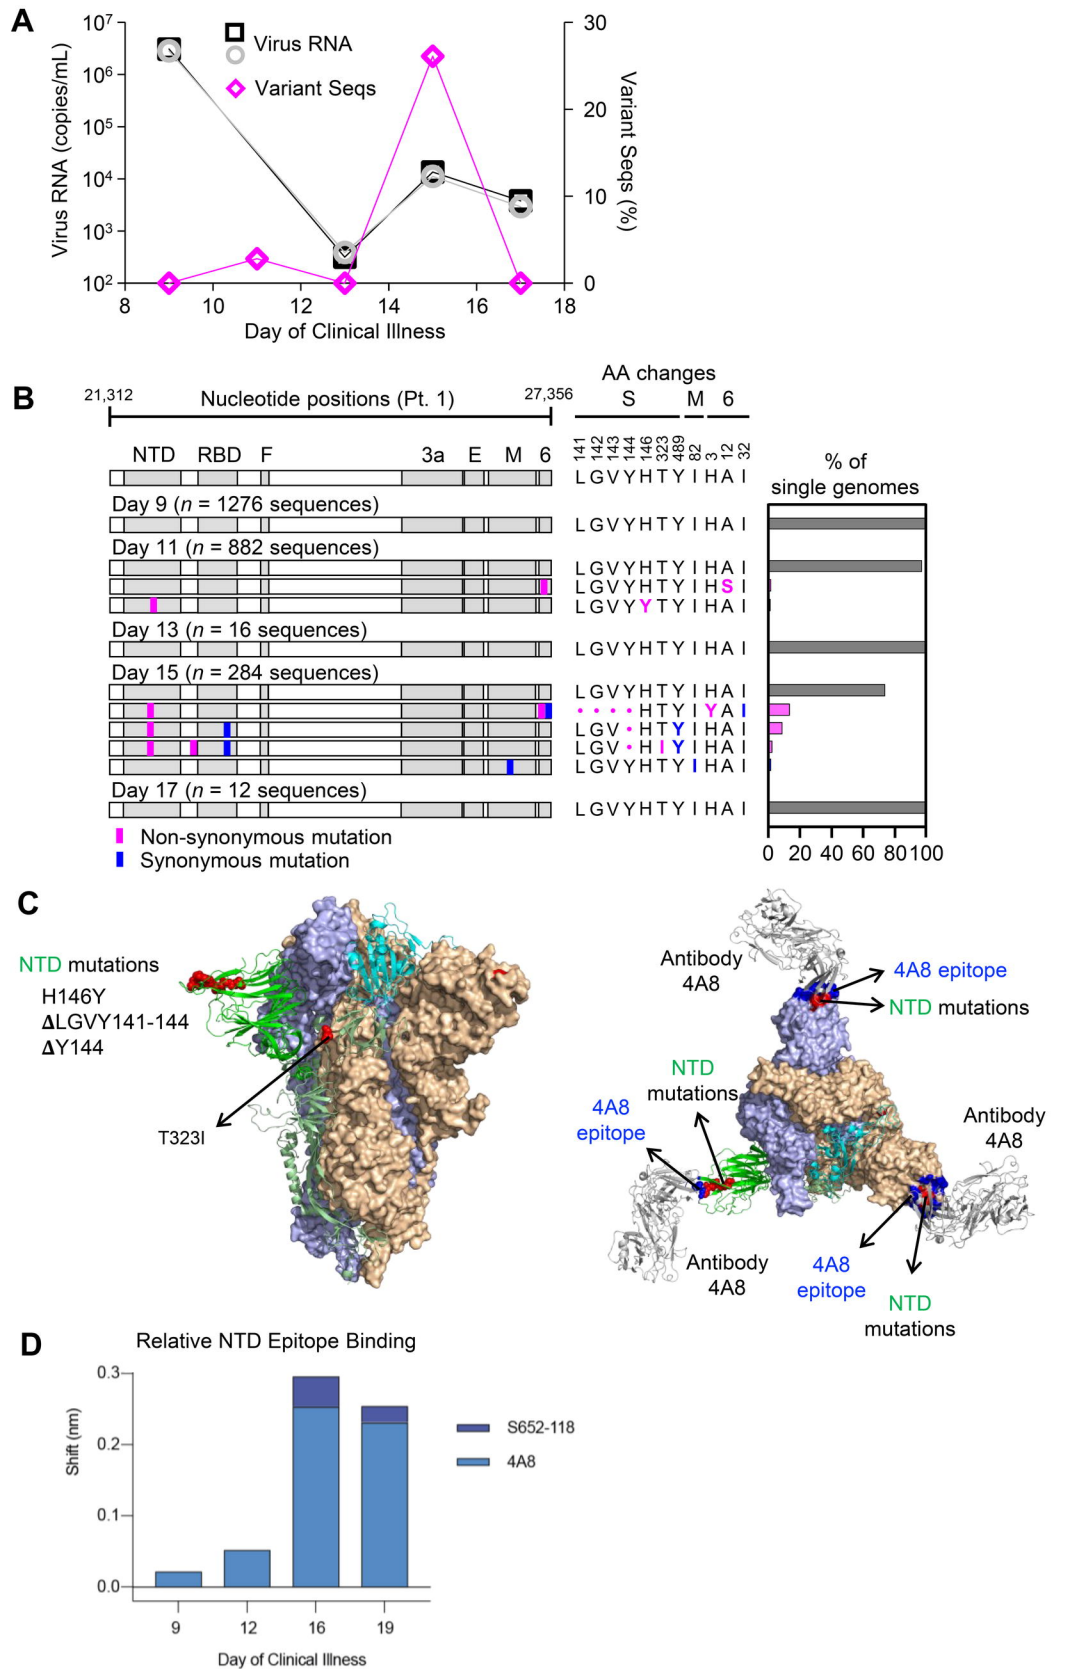 A
10⁷
10⁶
10⁵
10⁴
10³
10²
Virus RNA (copies/mL)
Virus RNA
Variant Seqs
30
20
10
0
Variant Seqs (%)
8 10 12 14 16 18
Day of Clinical Illness
B
21,312 Nucleotide positions (Pt. 1) 27,356
AA changes
S M 6
141 142 143 144 146 323 489 82 3 12 32
NTD RBD F 3a E M 6
L G V Y H T Y I H A I
% of
single genomes
Day 9 (n = 1276 sequences)
L G V Y H T Y I H A I
Day 11 (n = 882 sequences)
L G V Y H T Y I H A I
L G V Y H T Y I H S I
L G V Y Y T Y I H A I
Day 13 (n = 16 sequences)
L G V Y H T Y I H A I
Day 15 (n = 284 sequences)
L G V Y H T Y I H A I
• • • • H T Y I Y A I
L G V • H T Y I H A I
L G V • H I Y I H A I
L G V Y H T Y I H A I
Day 17 (n = 12 sequences)
L G V Y H T Y I H A I
Non-synonymous mutation
Synonymous mutation
0 20 40 60 80 100
C
NTD mutations
H146Y
ΔLGVY141-144
ΔY144
T323I
Antibody
4A8
4A8 epitope
NTD mutations
NTD
mutations
4A8
epitope
Antibody
4A8
Antibody
4A8
4A8
epitope
NTD
mutations
D
Relative NTD Epitope Binding
0.3
0.2
0.1
0.0
Shift (nm)
S652-118
4A8
9 12 16 19
Day of Clinical Illness